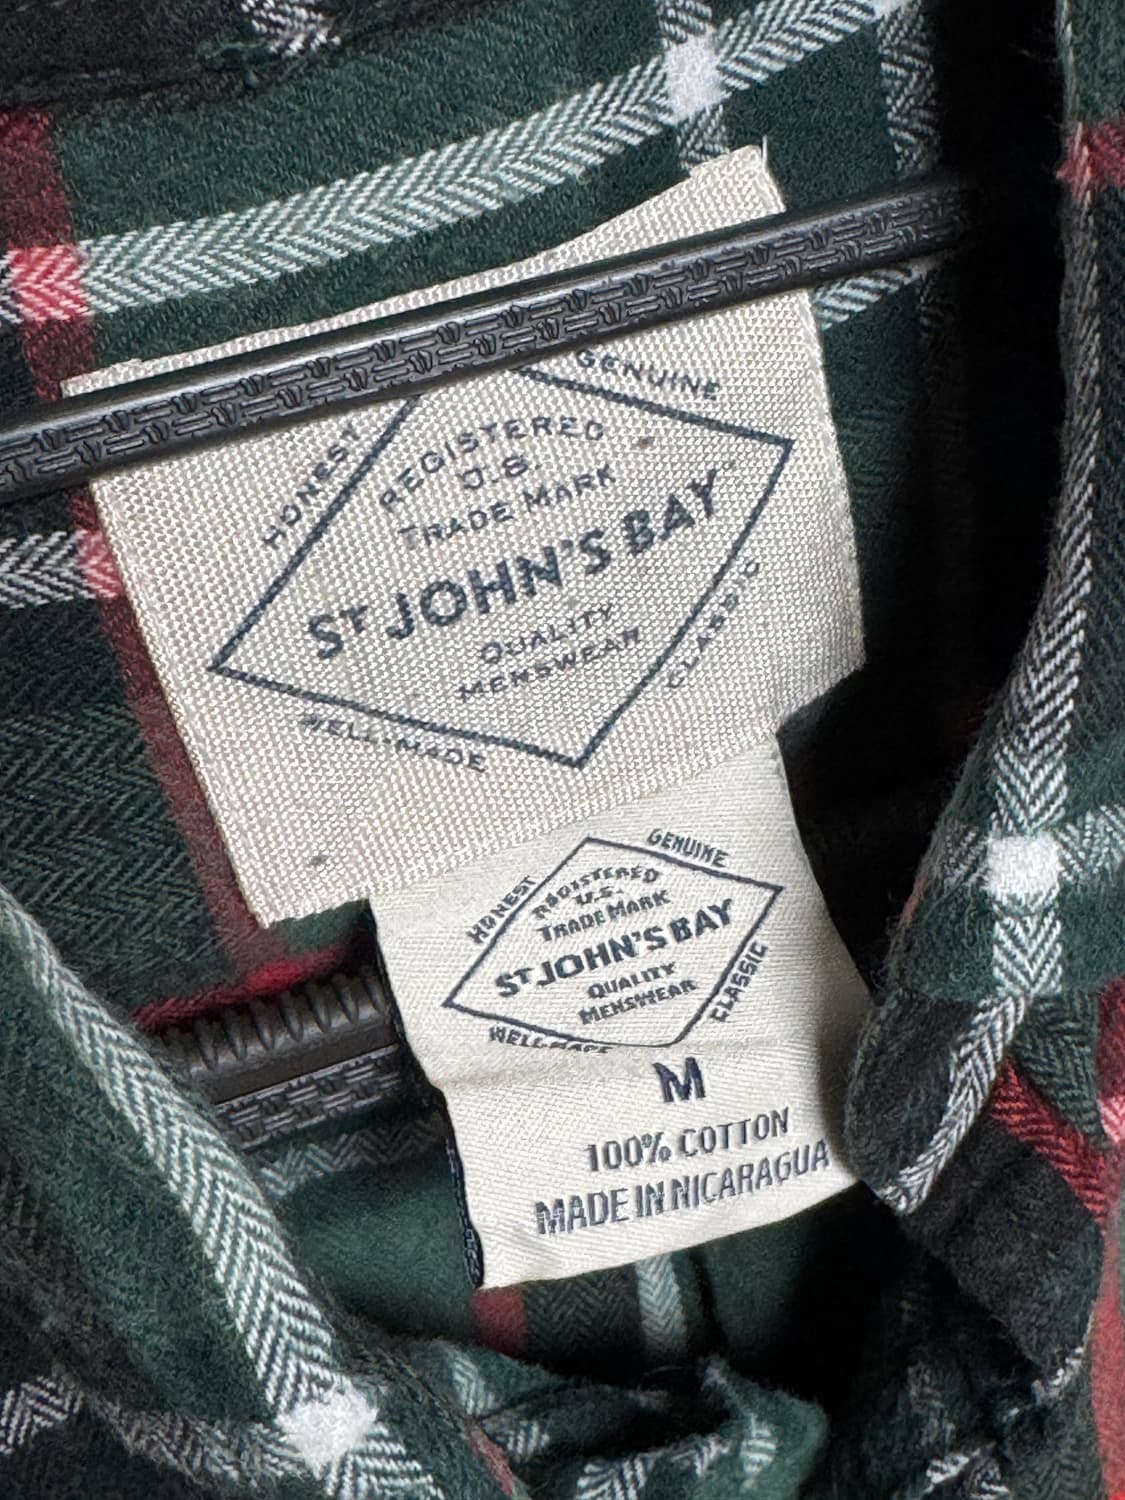 GENUINE
HONEST
REGISTERED
U.S.
TRADE MARK
ST JOHN'S BAY
QUALITY
MENSWEAR
CLASSIC
WELL-MADE
GENUINE
HONEST
REGISTERED
U.S.
TRADE MARK
ST JOHN'S BAY
QUALITY
MENSWEAR
CLASSIC
WELL-MADE
M
100% COTTON
MADE IN NICARAGUA